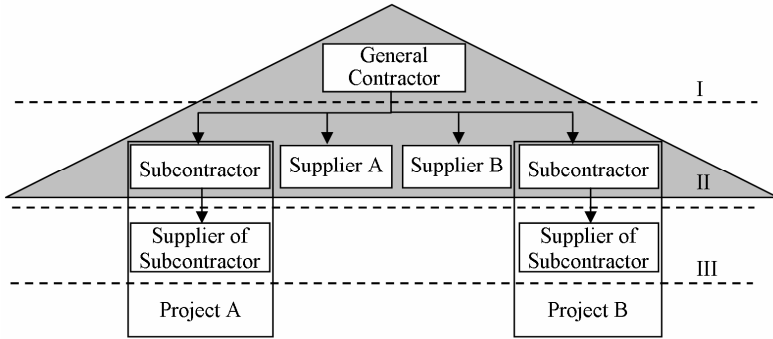 General
Contractor
I
Subcontractor
Supplier A
Supplier B
Subcontractor
II
Supplier of
Subcontractor
Supplier of
Subcontractor
III
Project A
Project B